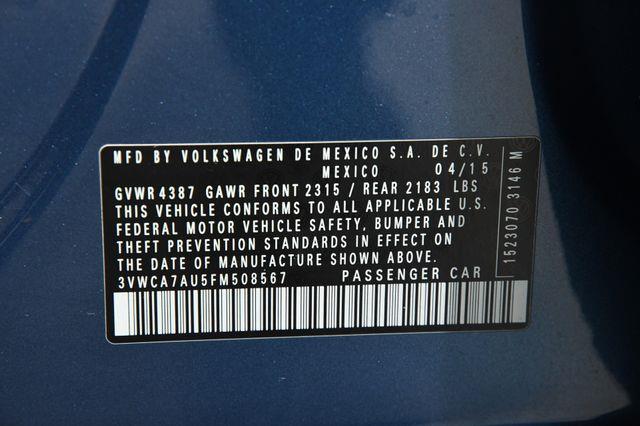 MFD BY VOLKSWAGEN DE MEXICO S.A. DE C.V.
MEXICO 04/15
GVWR 4387 GAWR FRONT 2315 / REAR 2183 LBS
THIS VEHICLE CONFORMS TO ALL APPLICABLE U.S.
FEDERAL MOTOR VEHICLE SAFETY, BUMPER AND
THEFT PREVENTION STANDARDS IN EFFECT ON
THE DATE OF MANUFACTURE SHOWN ABOVE.
3VWCA7AU5FM508567 PASSENGER CAR
1523070 3146 M